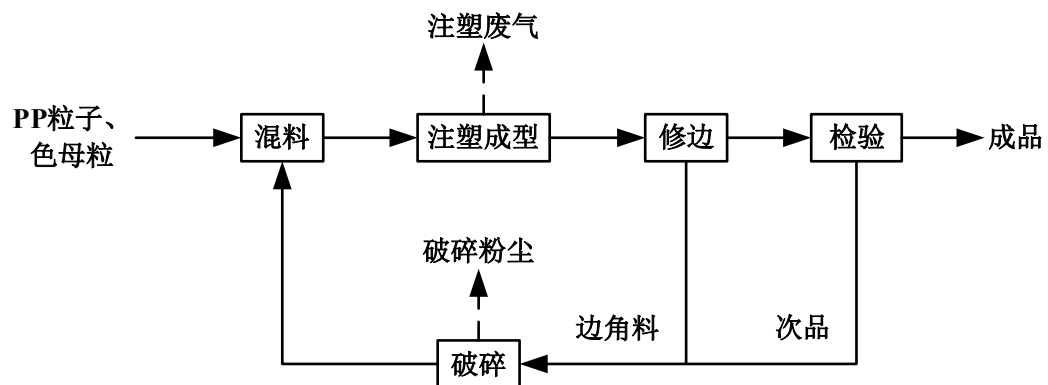 注塑废气
PP粒子、
色母粒
混料
注塑成型
修边
检验
成品
破碎粉尘
边角料
次品
破碎